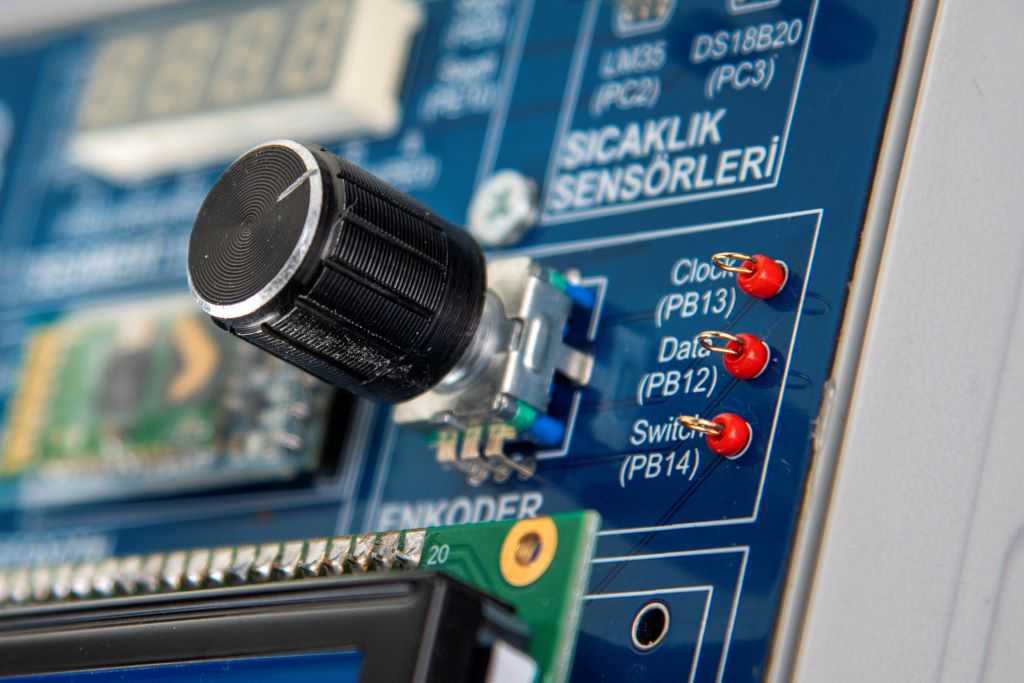 LM35
(PC2)
DS18B20
(PC3)
SICAKLIK
SENSÖRLERİ
Clock
(PB13)
Data
(PB12)
Switch
(PB14)
ENKODER
20